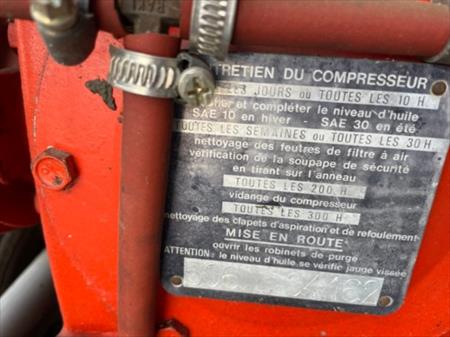 TRETIEN DU COMPRESSEUR
JOURS OU TOUTES LES 10 H
et compléter le niveau d'huile
SAE 10 en hiver - SAE 30 en été
TOUTES LES SEMAINES ou TOUTES LES 30 H
nettoyage des feutres de filtre à air
vérification de la soupape de sécurité
en tirant sur l'anneau
TOUTES LES 200 H
vidange du compresseur
TOUTES LES 300 H
nettoyage des clapets d'aspiration et de refoulement
MISE EN ROUTE
ouvrir les robinets de purge
ATTENTION: le niveau d'huile se vérifie jauge vissée